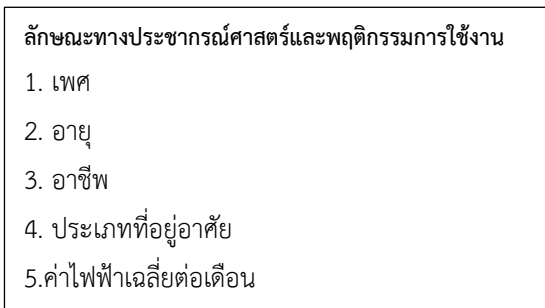 ลักษณะทางประชากรณ์ศาสตร์และพฤติกรรมการใช้งาน
1. เพศ
2. อายุ
3. อาชีพ
4. ประเภทที่อยู่อาศัย
5.ค่าไฟฟ้าเฉลี่ยต่อเดือน